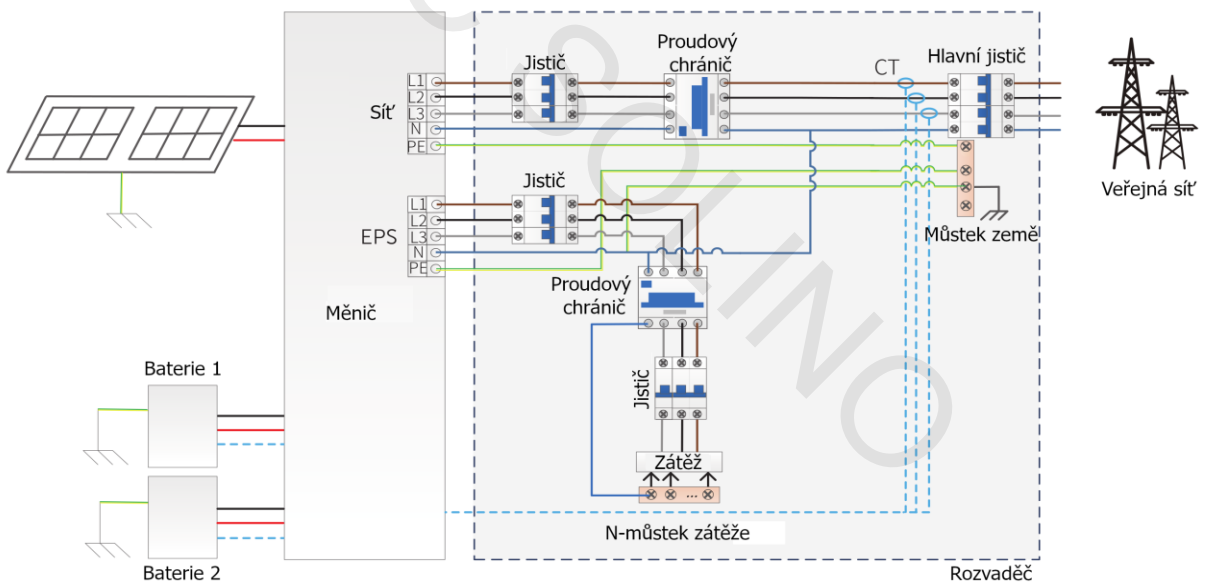 Proudový
chránič
Jistič
CT
Hlavní jistič
L1
L2
L3
N
PE
Síť
Veřejná síť
Jistič
L1
L2
L3
N
PE
EPS
Můstek země
Proudový
chránič
Měnič
Jistič
Baterie 1
Zátěž
...
N-můstek zátěže
Baterie 2
Rozvaděč
SOLINO